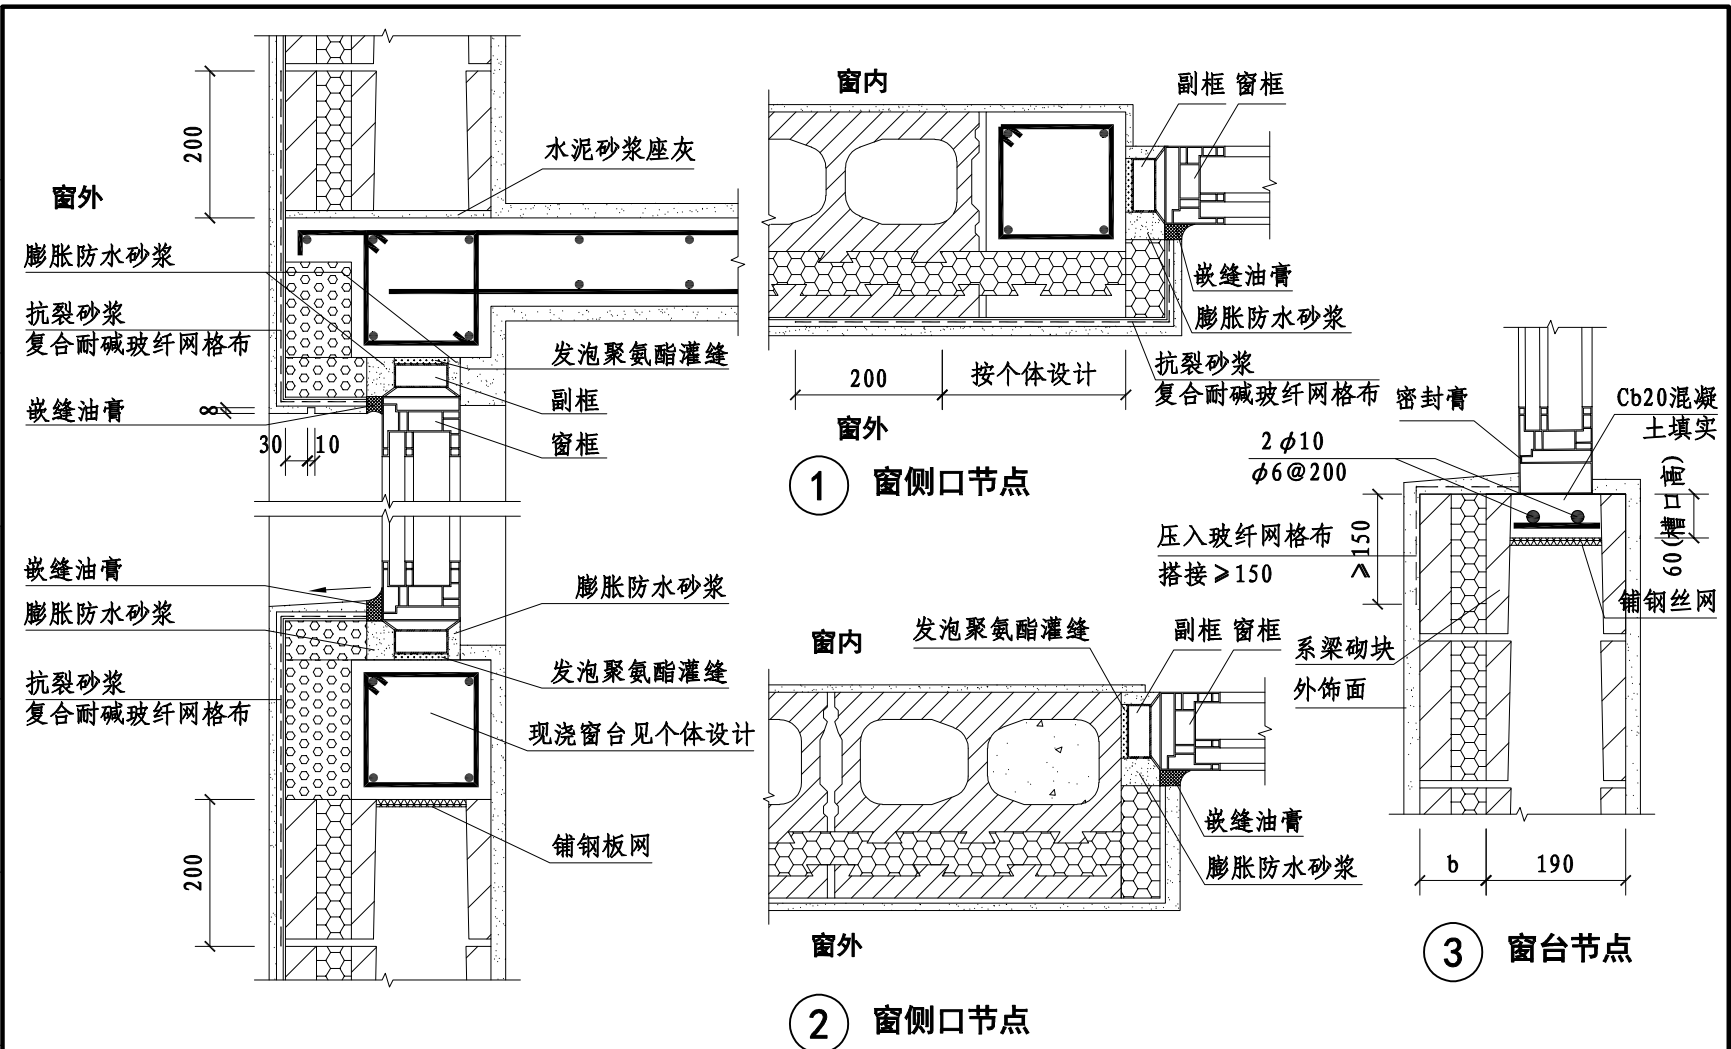 200
窗外
水泥砂浆座灰
膨胀防水砂浆
抗裂砂浆
复合耐碱玻纤网格布
嵌缝油膏
8
30
10
发泡聚氨酯灌缝
副框
窗框
嵌缝油膏
膨胀防水砂浆
抗裂砂浆
复合耐碱玻纤网格布
膨胀防水砂浆
发泡聚氨酯灌缝
现浇窗台见个体设计
铺钢板网
200
窗内
副框 窗框
嵌缝油膏
膨胀防水砂浆
抗裂砂浆
复合耐碱玻纤网格布
200
按个体设计
窗外
1 窗侧口节点
窗内
发泡聚氨酯灌缝
副框 窗框
嵌缝油膏
膨胀防水砂浆
窗外
2 窗侧口节点
密封膏
Cb20混凝
土填实
2ϕ10
ϕ6@200
压入玻纤网格布
搭接≥150
≥150
60(槽口高)
铺钢丝网
系梁砌块
外饰面
b
190
3 窗台节点